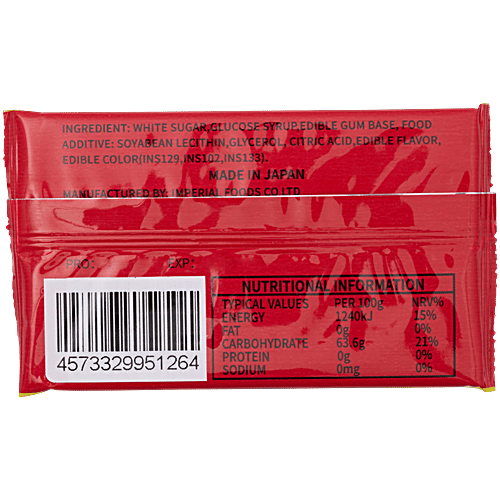 INGREDIENT: WHITE SUGAR,GLUCOSE SYRUP,EDIBLE GUM BASE, FOOD
ADDITIVE: SOYABEAN LECITHIN,GLYCEROL, CITRIC ACID,EDIBLE FLAVOR,
EDIBLE COLOR(INS129,INS102,INS133).
MADE IN JAPAN
MANUFACTURED BY: IMPERIAL FOODS CO LTD
PRO: EXP:
4573329951264
NUTRITIONAL INFORMATION
TYPICAL VALUES PER 100g NRV%
ENERGY 1240kJ 15%
FAT 0g 0%
CARBOHYDRATE 63.6g 21%
PROTEIN 0g 0%
SODIUM 0mg 0%